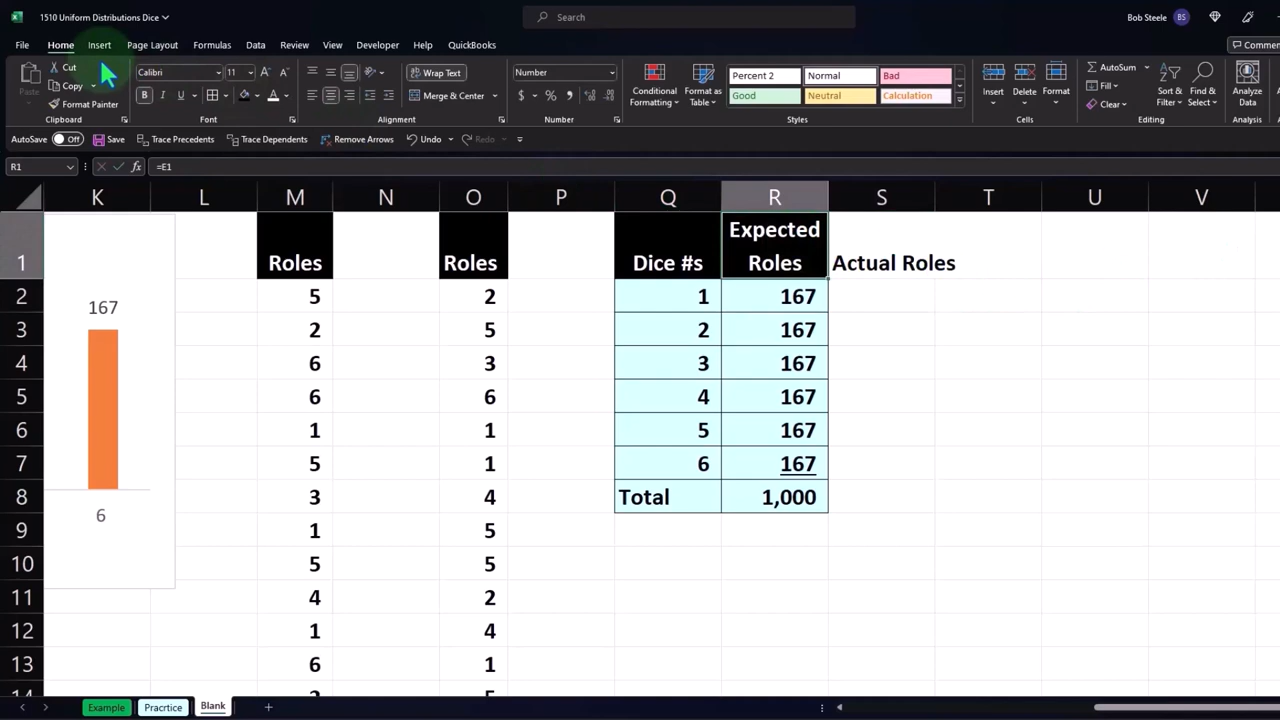 1510 Uniform Distributions Dice
Search
Bob Steele BS
File Home Insert Page Layout Formulas Data Review View Developer Help QuickBooks
Paste Cut Copy Format Painter
Calibri 11
Wrap Text
Merge & Center
Number
Conditional Formatting
Format as Table
Percent 2 Normal Bad
Good Neutral Calculation
Insert Delete Format
AutoSum Fill Clear
Sort & Filter
Find & Select
Analyze Data
Clipboard Font Alignment Number Styles Cells Editing Analysis
AutoSave Off Save Trace Precedents Trace Dependents Remove Arrows Undo Redo
R1 fx =E1
K L M N O P Q R S T U V
1 Roles Roles Dice #s Expected Roles Actual Roles
2 167 5 2 1 167
3 2 5 2 167
4 6 3 3 167
5 6 6 4 167
6 1 1 5 167
7 5 1 6 167
8 6 3 4 Total 1,000
9 1 5
10 5 5
11 4 2
12 1 4
13 6 1
Example Pracrtice Blank